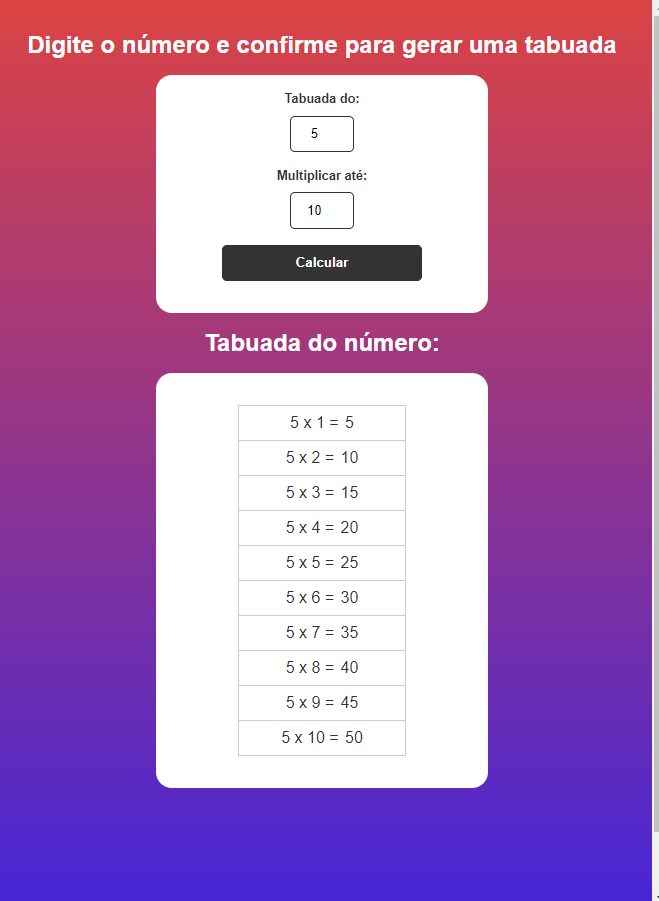 Digite o número e confirme para gerar uma tabuada
Tabuada do:
5
Multiplicar até:
10
Calcular
Tabuada do número:
5 x 1 = 5
5 x 2 = 10
5 x 3 = 15
5 x 4 = 20
5 x 5 = 25
5 x 6 = 30
5 x 7 = 35
5 x 8 = 40
5 x 9 = 45
5 x 10 = 50